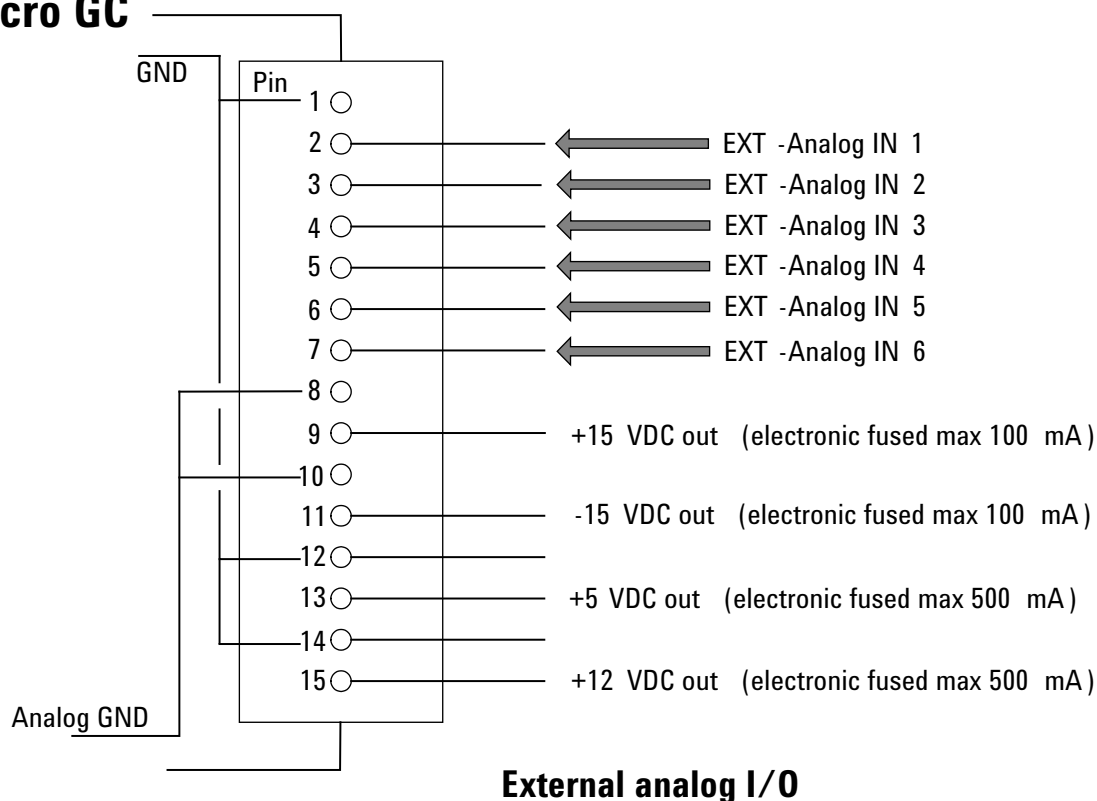 cro GC
GND
Pin
1
2 EXT -Analog IN 1
3 EXT -Analog IN 2
4 EXT -Analog IN 3
5 EXT -Analog IN 4
6 EXT -Analog IN 5
7 EXT -Analog IN 6
8
9 +15 VDC out (electronic fused max 100 mA)
10
11 -15 VDC out (electronic fused max 100 mA)
12
13 +5 VDC out (electronic fused max 500 mA)
14
15 +12 VDC out (electronic fused max 500 mA)
Analog GND
External analog I/O